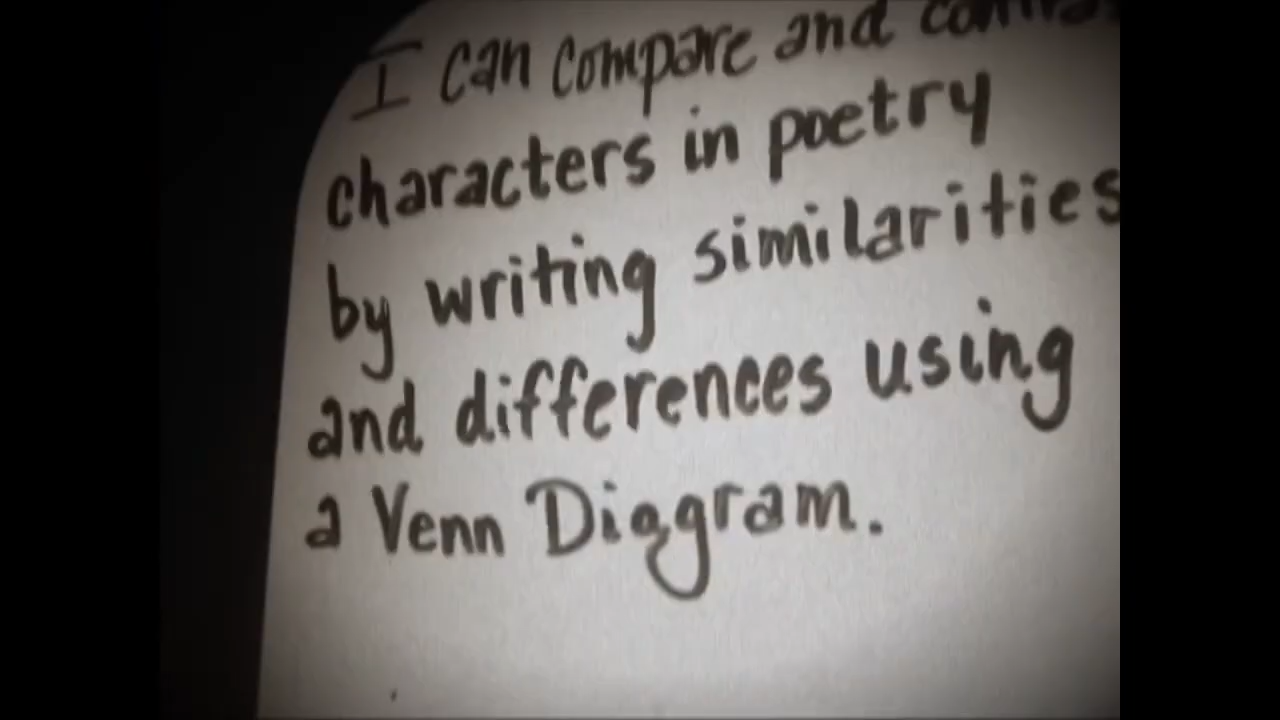 I can compare and
characters in poetry
by writing similarities
and differences using
a Venn Diagram.